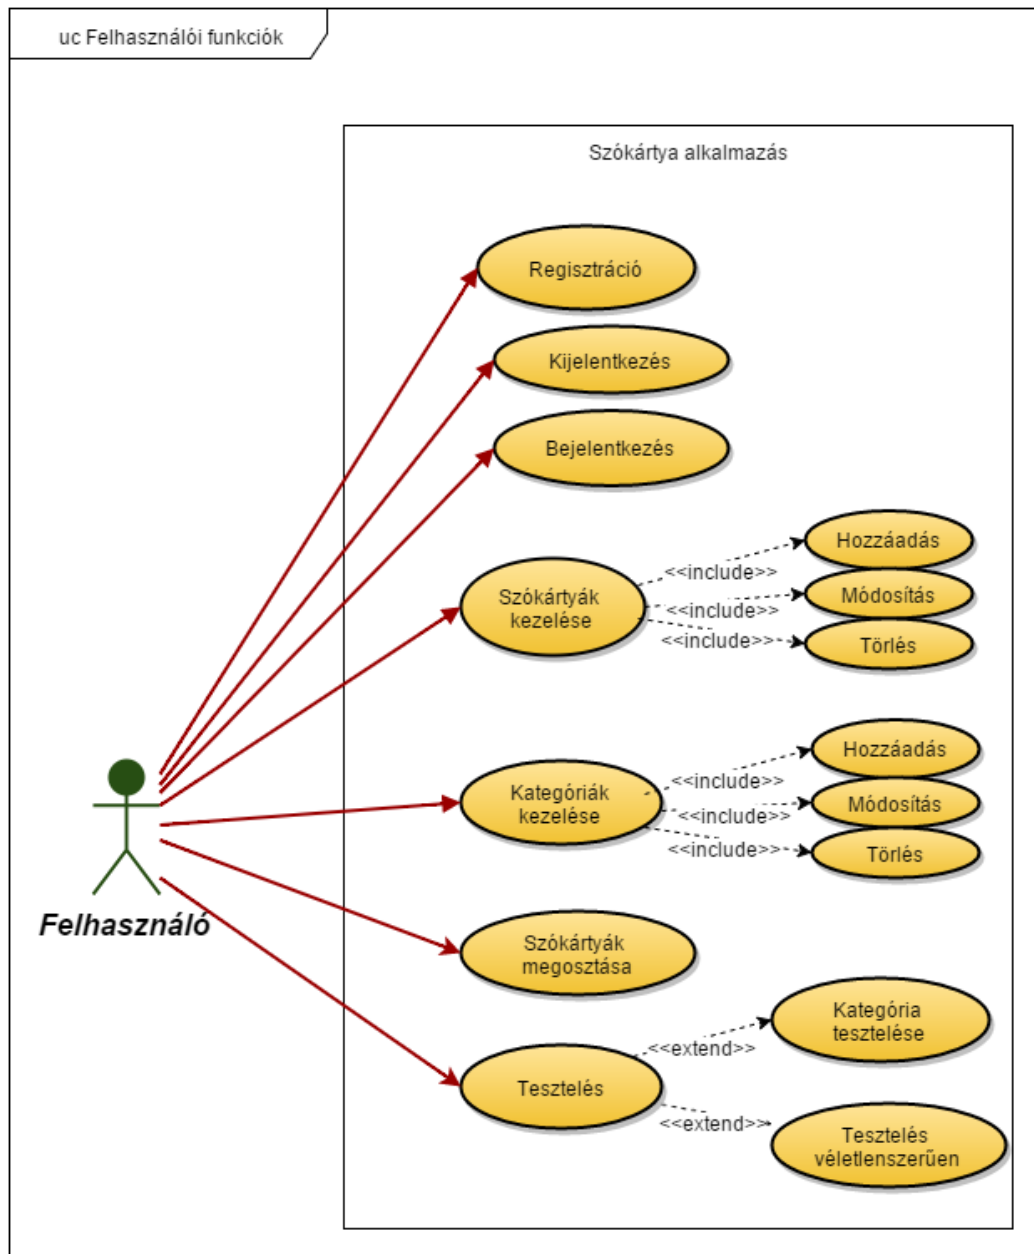 uc Felhasználói funkciók
Szókártya alkalmazás
Regisztráció
Kijelentkezés
Bejelentkezés
Szókártyák
kezelése
<<include>>
<<include>>
<<include>>
Hozzáadás
Módosítás
Törlés
Kategóriák
kezelése
<<include>>
<<include>>
<<include>>
Hozzáadás
Módosítás
Törlés
Felhasználó
Szókártyák
megosztása
Tesztelés
<<extend>>
<<extend>>
Kategória
tesztelése
Tesztelés
véletlenszerűen